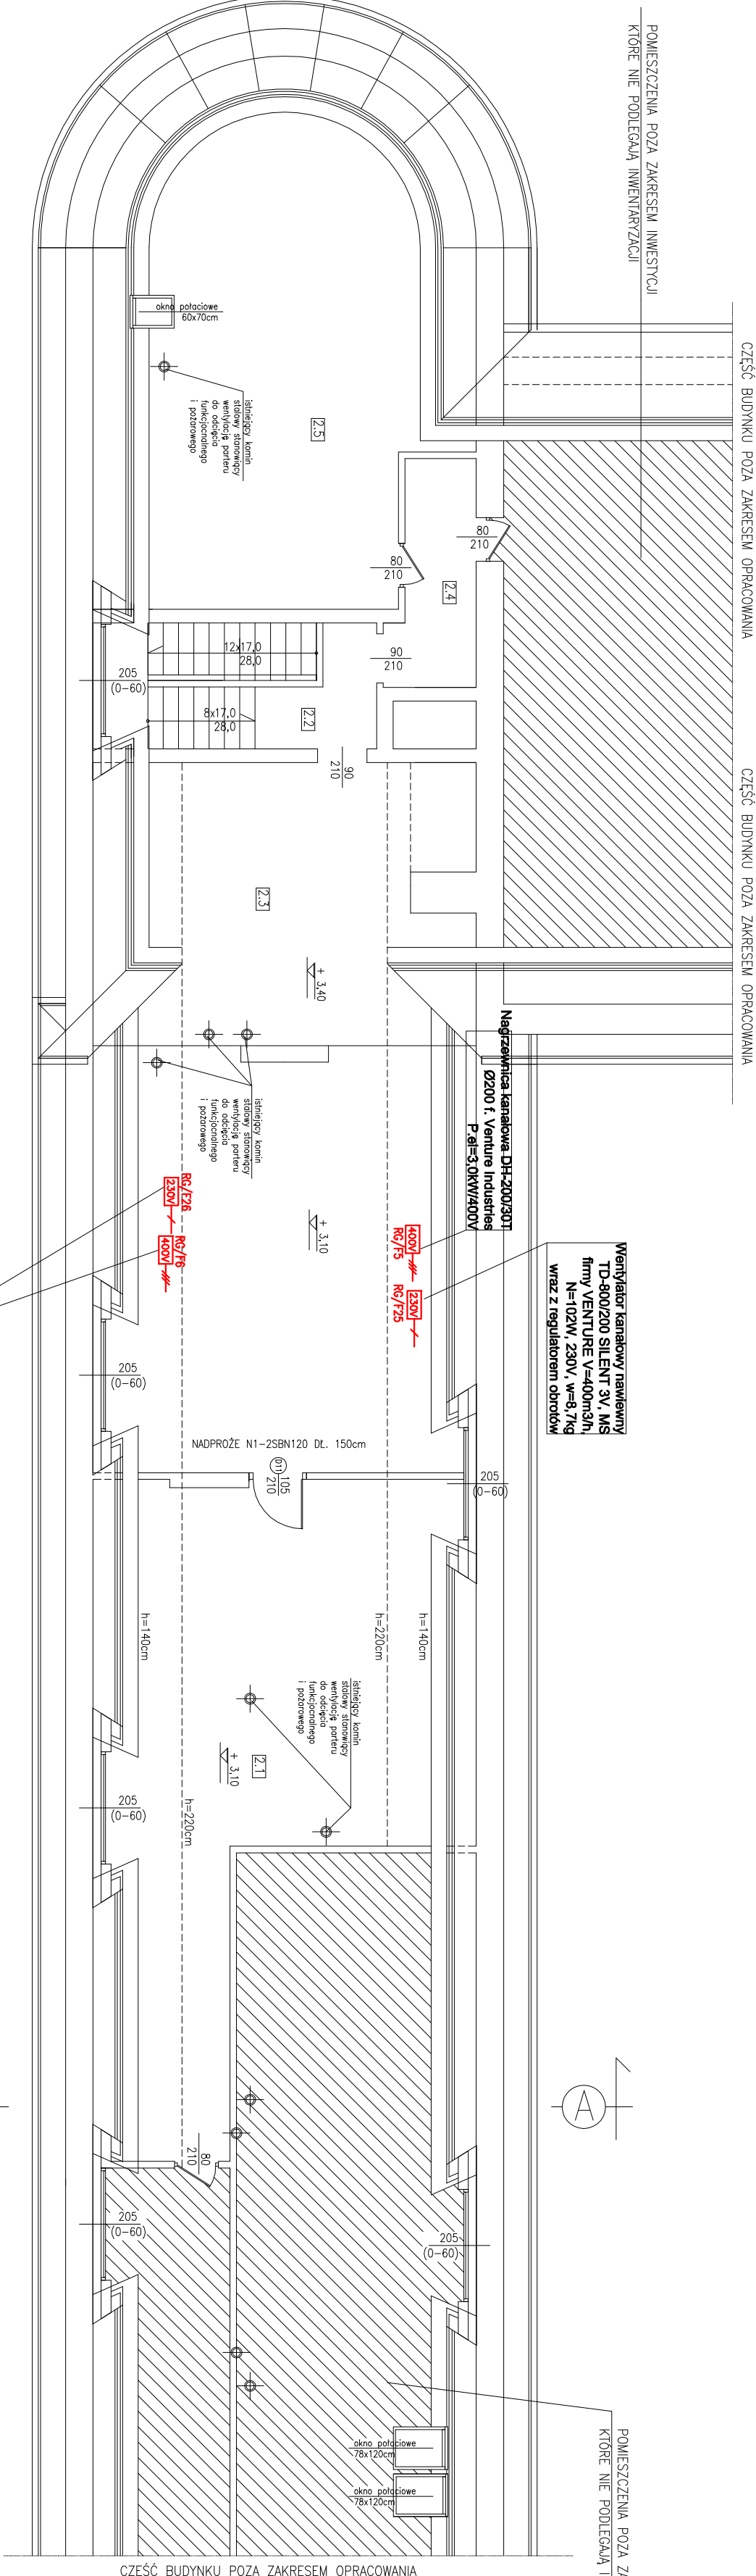 POMIESZCZENIA POZA ZAKRESEM INWESTYCJI
KTÓRE NIE PODLEGAJĄ INWENTARYZACJI
CZĘŚĆ BUDYNKU POZA ZAKRESEM OPRACOWANIA
CZĘŚĆ BUDYNKU POZA ZAKRESEM OPRACOWANIA
okno połaciowe
60x70cm
istniejący komin
stalowy stanowiący
wentylację parteru
do odcięcia
funkcjocnalnego
i pożarowego
2.5
80
210
80
210
2.4
90
210
12x17,0
28,0
205
(0-60)
8x17,0
28,0
2.2
90
210
2.3
+ 3,40
Nagrzewnica kanałowa DH-200/30T
Ø200 f. Venture Industries
P.el=3,0kW/400V
istniejący komin
stalowy stanowiący
wentylację parteru
do odcięcia
funkcjocnalnego
i pożarowego
RG/F26
230V
RG/F6
400V
+ 3,10
400V
RG/F5
230V
RG/F25
Wentylator kanałowy nawiewny
TD-800/200 SILENT 3V, MS
firmy VENTURE V=400m3/h,
N=102W, 230V, w=8,7kg
wraz z regulatorem obrotów
205
(0-60)
NADPROŻE N1-2SBN120 DŁ. 150cm
D11
105
210
205
(0-60)
h=140cm
h=220cm
h=140cm
istniejący komin
stalowy stanowiący
wentylację parteru
do odcięcia
funkcjocnalnego
i pożarowego
2.1
+ 3,10
205
(0-60)
h=220cm
A
80
210
205
(0-60)
205
(0-60)
okno połaciowe
78x120cm
okno połaciowe
78x120cm
POMIESZCZENIA POZA
KTÓRE NIE PODLEGAJĄ
CZĘŚĆ BUDYNKU POZA ZAKRESEM OPRACOWANIA